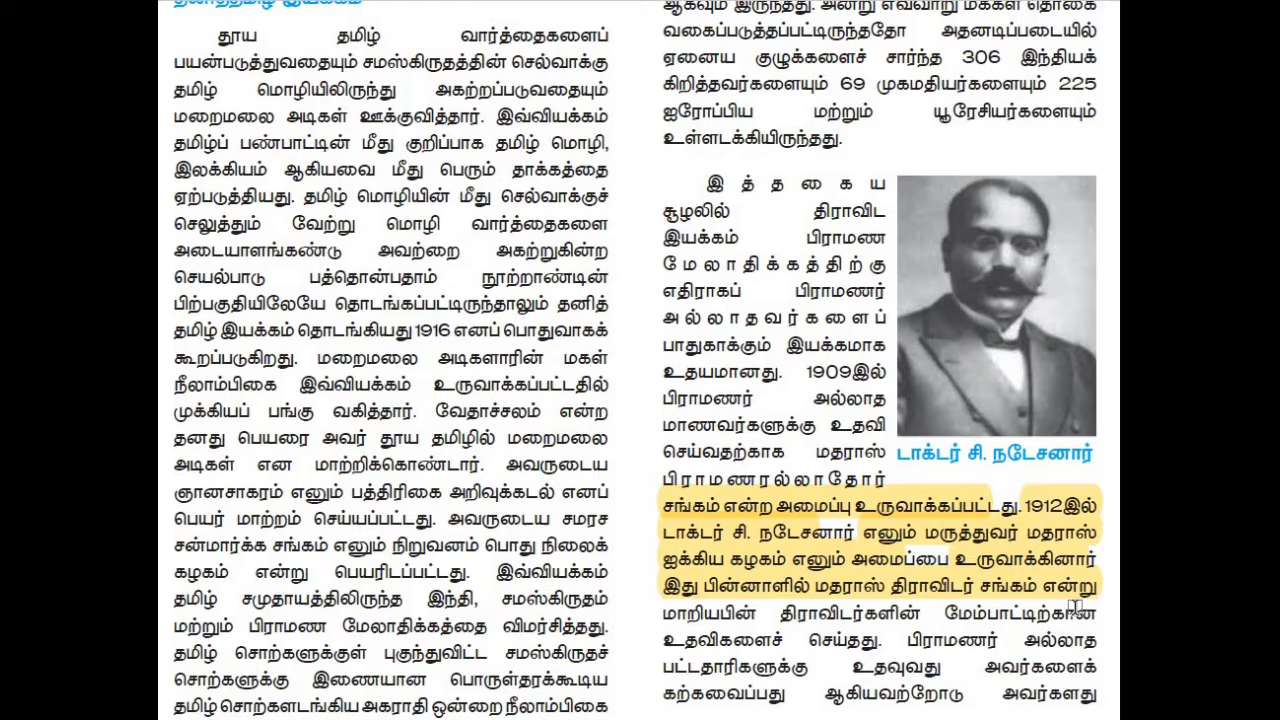 தனித்தமிழ் இயக்கம்
தூய தமிழ் வார்த்தைகளைப்
பயன்படுத்துவதையும் சமஸ்கிருதத்தின் செல்வாக்கு
தமிழ் மொழியிலிருந்து அகற்றப்படுவதையும்
மறைமலை அடிகள் ஊக்குவித்தார். இவ்வியக்கம்
தமிழ்ப் பண்பாட்டின் மீது குறிப்பாக தமிழ் மொழி,
இலக்கியம் ஆகியவை மீது பெரும் தாக்கத்தை
ஏற்படுத்தியது. தமிழ் மொழியின் மீது செல்வாக்குச்
செலுத்தும் வேற்று மொழி வார்த்தைகளை
அடையாளங்கண்டு அவற்றை அகற்றுகின்ற
செயல்பாடு பத்தொன்பதாம் நூற்றாண்டின்
பிற்பகுதியிலேயே தொடங்கப்பட்டிருந்தாலும் தனித்
தமிழ் இயக்கம் தொடங்கியது 1916 எனப் பொதுவாகக்
கூறப்படுகிறது. மறைமலை அடிகளாரின் மகள்
நீலாம்பிகை இவ்வியக்கம் உருவாக்கப்பட்டதில்
முக்கியப் பங்கு வகித்தார். வேதாச்சலம் என்ற
தனது பெயரை அவர் தூய தமிழில் மறைமலை
அடிகள் என மாற்றிக்கொண்டார். அவருடைய
ஞானசாகரம் எனும் பத்திரிகை அறிவுக்கடல் எனப்
பெயர் மாற்றம் செய்யப்பட்டது. அவருடைய சமரச
சன்மார்க்க சங்கம் எனும் நிறுவனம் பொது நிலைக்
கழகம் என்று பெயரிடப்பட்டது. இவ்வியக்கம்
தமிழ் சமுதாயத்திலிருந்த இந்தி, சமஸ்கிருதம்
மற்றும் பிராமண மேலாதிக்கத்தை விமர்சித்தது.
தமிழ் சொற்களுக்குள் புகுந்துவிட்ட சமஸ்கிருதச்
சொற்களுக்கு இணையான பொருள்தரக்கூடிய
தமிழ் சொற்களடங்கிய அகராதி ஒன்றை நீலாம்பிகை
ஆகவும் இருந்தது. அன்று எவ்வாறு மக்கள் தொகை
வகைப்படுத்தப்பட்டிருந்ததோ அதனடிப்படையில்
ஏனைய குழுக்களைச் சார்ந்த 306 இந்தியக்
கிறித்தவர்களையும் 69 முகமதியர்களையும் 225
ஐரோப்பிய மற்றும் யூரேசியர்களையும்
உள்ளடக்கியிருந்தது.
இத்தகைய
சூழலில் திராவிட
இயக்கம் பிராமண
மேலாதிக்கத்திற்கு
எதிராகப் பிராமணர்
அல்லாதவர்களைப்
பாதுகாக்கும் இயக்கமாக
உதயமானது. 1909இல்
பிராமணர் அல்லாத
மாணவர்களுக்கு உதவி
செய்வதற்காக மதராஸ்
பிராமணரல்லாதோர்
டாக்டர் சி. நடேசனார்
சங்கம் என்ற அமைப்பு உருவாக்கப்பட்டது. 1912இல்
டாக்டர் சி. நடேசனார் எனும் மருத்துவர் மதராஸ்
ஐக்கிய கழகம் எனும் அமைப்பை உருவாக்கினார்
இது பின்னாளில் மதராஸ் திராவிடர் சங்கம் என்று
மாறியபின் திராவிடர்களின் மேம்பாட்டிற்கான
உதவிகளைச் செய்தது. பிராமணர் அல்லாத
பட்டதாரிகளுக்கு உதவுவது அவர்களைக்
கற்கவைப்பது ஆகியவற்றோடு அவர்களது